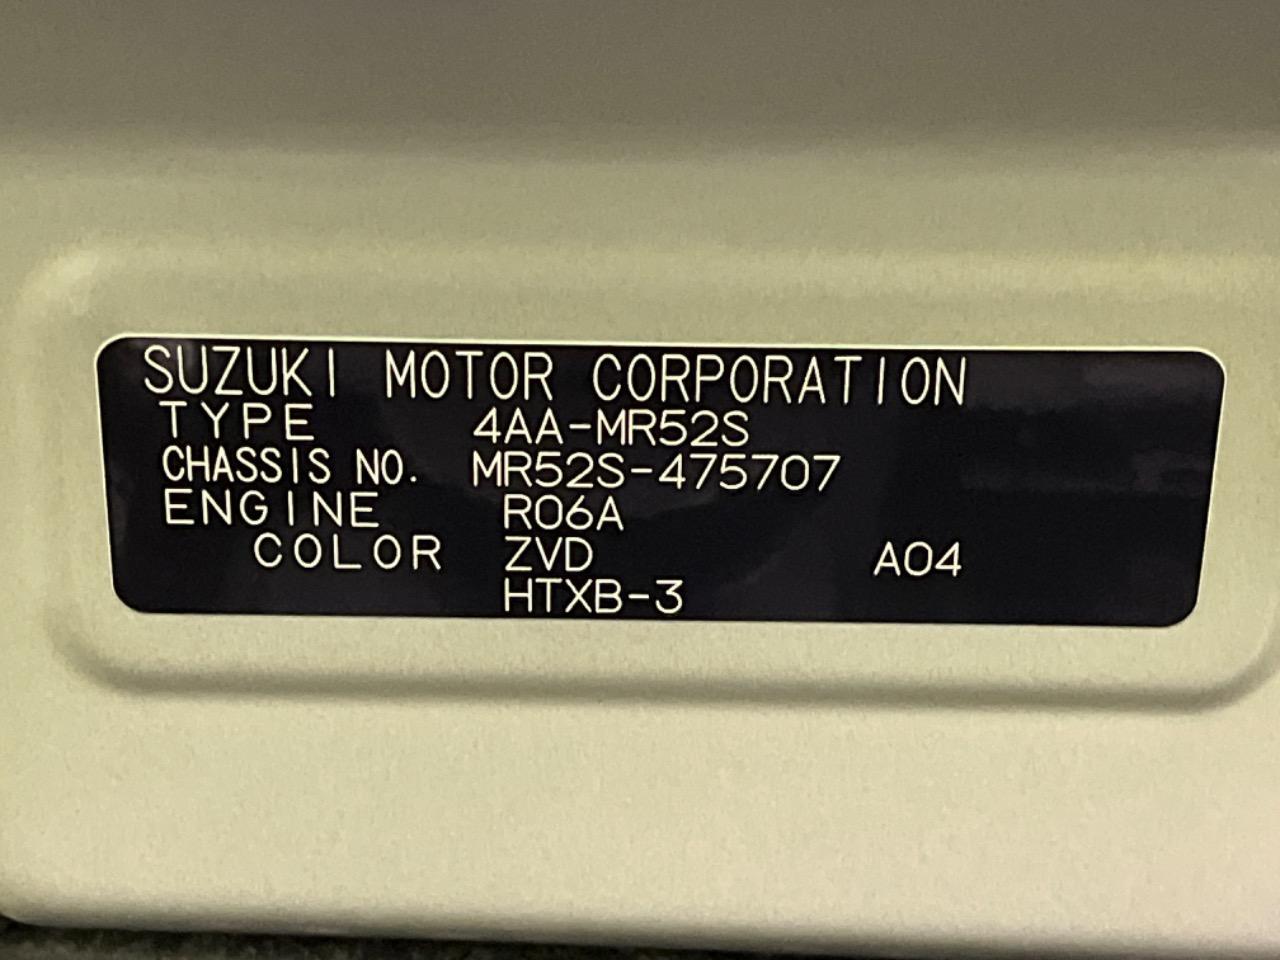 SUZUKI MOTOR CORPORATION
TYPE 4AA-MR52S
CHASSIS NO. MR52S-475707
ENGINE R06A
COLOR ZVD A04
HTXB-3